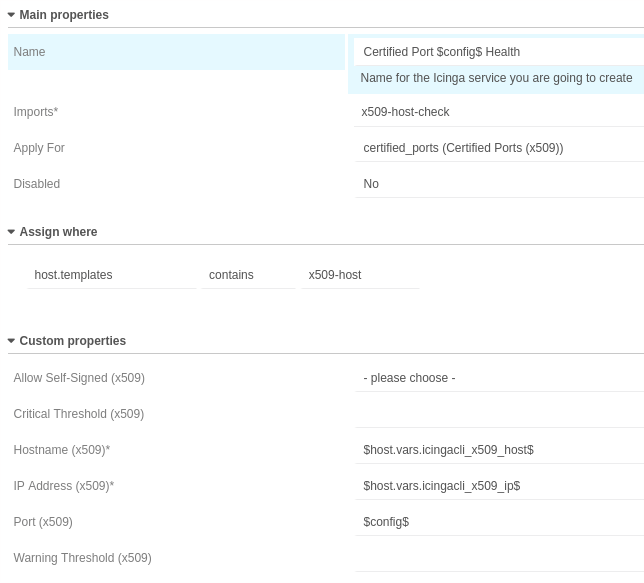 Main properties
Name Certified Port $config$ Health
Name for the Icinga service you are going to create
Imports* x509-host-check
Apply For certified_ports (Certified Ports (x509))
Disabled No
Assign where
host.templates contains x509-host
Custom properties
Allow Self-Signed (x509) - please choose -
Critical Threshold (x509)
Hostname (x509)* $host.vars.icingacli_x509_host$
IP Address (x509)* $host.vars.icingacli_x509_ip$
Port (x509) $config$
Warning Threshold (x509)